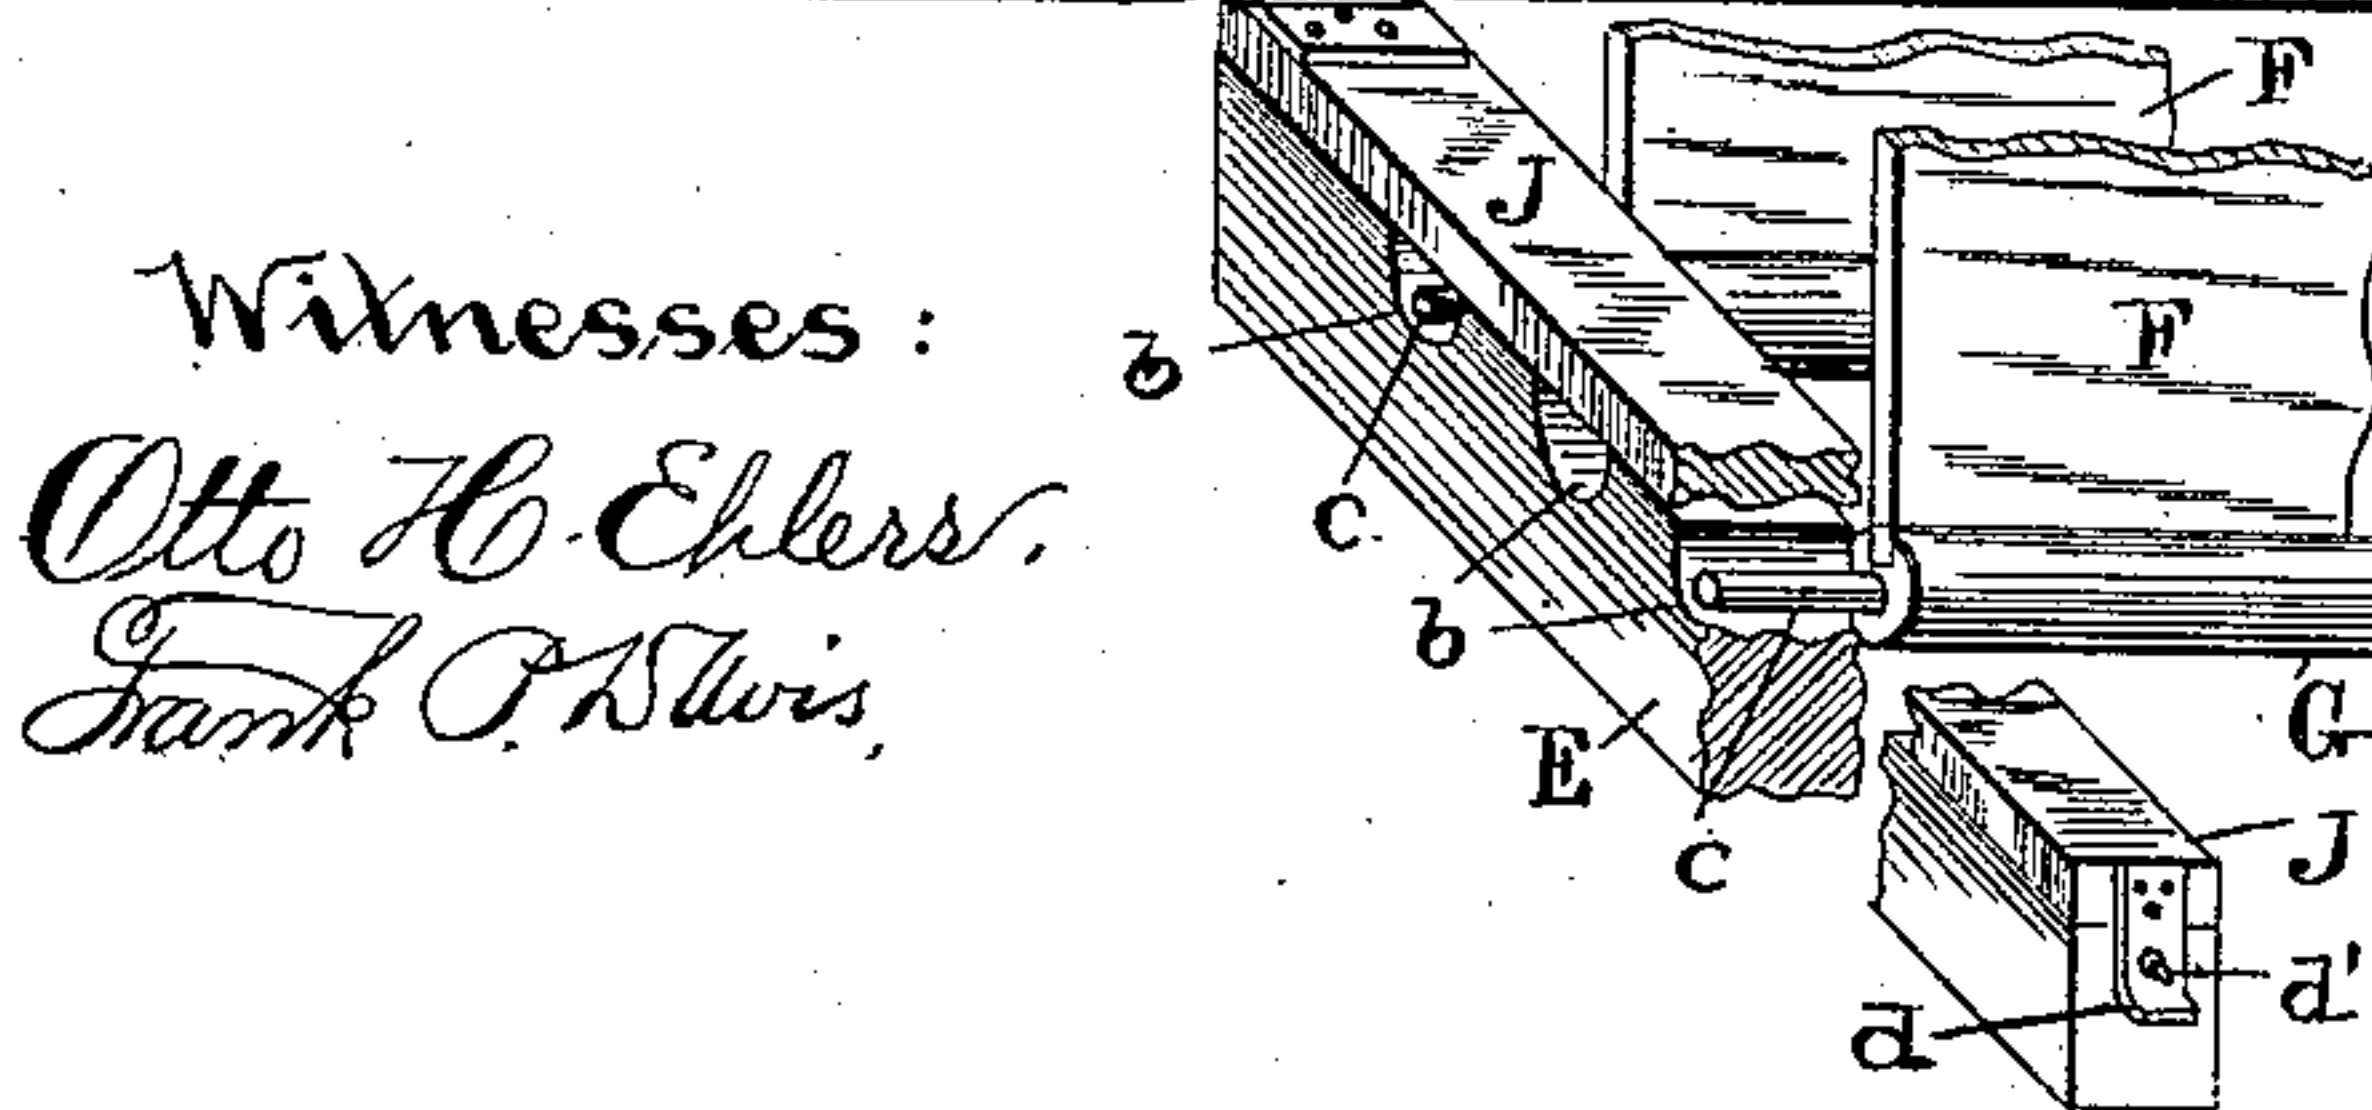 Witnesses:
Otto H. Ehlers.
Frank P. Davis,
F
J
F
b
c
b
E
G
c
J
d'
d